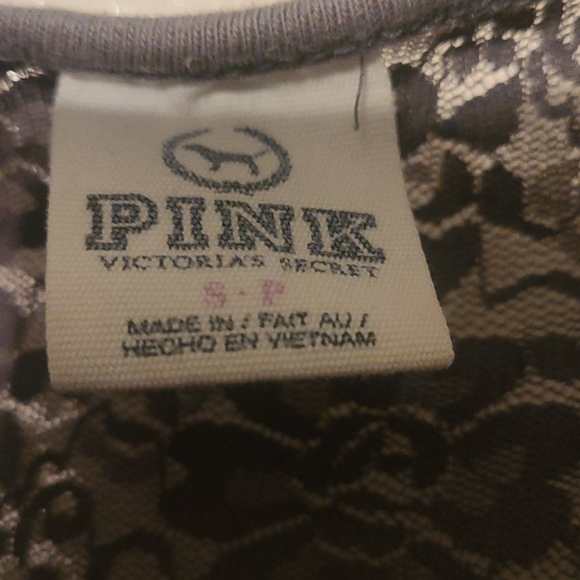 PINK
VICTORIA'S SECRET
S - P
MADE IN / FAIT AU /
HECHO EN VIETNAM